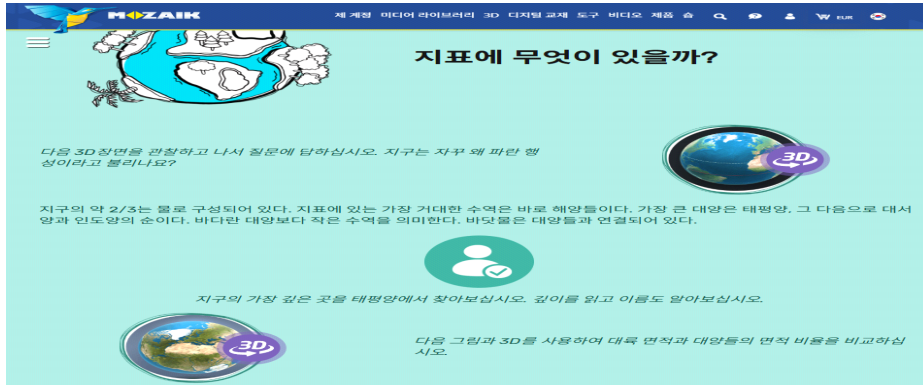 MOZAIK
제 계정 미디어 라이브러리 3D 디지털 교재 도구 비디오 제품 숍 W EUR
지표에 무엇이 있을까?
다음 3D장면을 관찰하고 나서 질문에 답하십시오. 지구는 자꾸 왜 파란 행
성이라고 불리나요?
3D
지구의 약 2/3는 물로 구성되어 있다. 지표에 있는 가장 거대한 수역은 바로 해양들이다. 가장 큰 대양은 태평양, 그 다음으로 대서
양과 인도양의 순이다. 바다란 대양보다 작은 수역을 의미한다. 바닷물은 대양들과 연결되어 있다.
지구의 가장 깊은 곳을 태평양에서 찾아보십시오. 깊이를 읽고 이름도 알아보십시오.
3D
다음 그림과 3D를 사용하여 대륙 면적과 대양들의 면적 비율을 비교하십
시오.